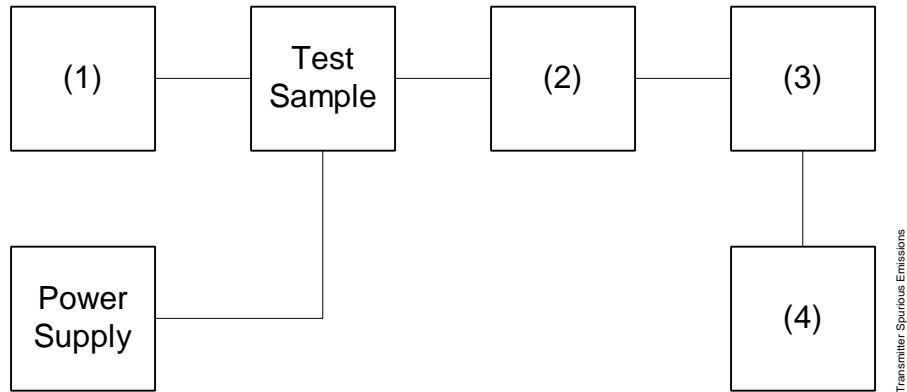 (1)
Test
Sample
(2)
(3)
Power
Supply
(4)
Transmitter Spurious Emissions